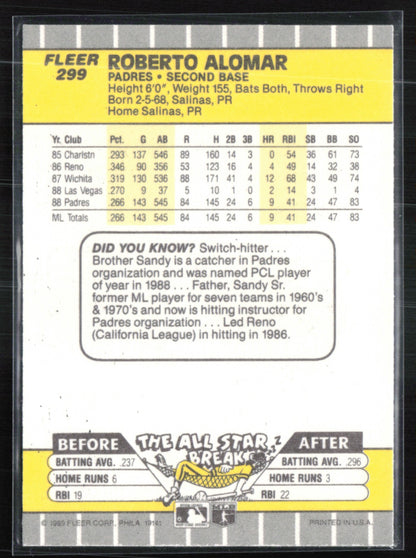 FLEER
299
ROBERTO ALOMAR
PADRES • SECOND BASE
Height 6'0", Weight 155, Bats Both, Throws Right
Born 2-5-68, Salinas, PR
Home Salinas, PR
Yr. Club Pct. G AB R H 2B 3B HR RBI SB BB SO
85 Charlstn .293 137 546 89 160 14 3 0 54 36 61 73
86 Reno .346 90 356 53 123 16 4 4 49 14 32 38
87 Wichita .319 130 536 88 171 41 4 12 68 43 49 74
88 Las Vegas .270 9 37 5 10 1 0 2 14 3 1 4
88 Padres .266 143 545 84 145 24 6 9 41 24 47 83
ML Totals .266 143 545 84 145 24 6 9 41 24 47 83
DID YOU KNOW? Switch-hitter . . .
Brother Sandy is a catcher in Padres
organization and was named PCL player
of year in 1988 . . . Father, Sandy Sr.
former ML player for seven teams in 1960's
& 1970's and now is hitting instructor for
Padres organization . . . Led Reno
(California League) in hitting in 1986.
BEFORE THE ALL STAR BREAK AFTER
BATTING AVG. .237 BATTING AVG. .296
HOME RUNS 6 HOME RUNS 3
RBI 19 RBI 22
© 1989 FLEER CORP., PHILA. 19141 PRINTED IN U.S.A.